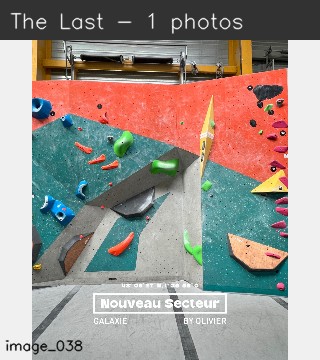 The Last — 1 photos
Nouveau Secteur
GALAXIE BY OLIVIER
image_038